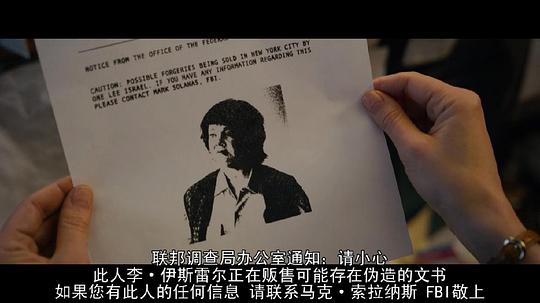 NOTICE FROM THE OFFICE OF THE FEDERA
CAUTION: POSSIBLE FORGERIES BEING SOLD IN NEW YORK CITY BY
ONE LEE ISRAEL. IF YOU HAVE ANY INFORMATION REGARDING THIS
PLEASE CONTACT MARK SOLANAS, FBI.
联邦调查局办公室通知：请小心
此人李·伊斯雷尔正在贩售可能存在伪造的文书
如果您有此人的任何信息 请联系马克·索拉纳斯 FBI敬上